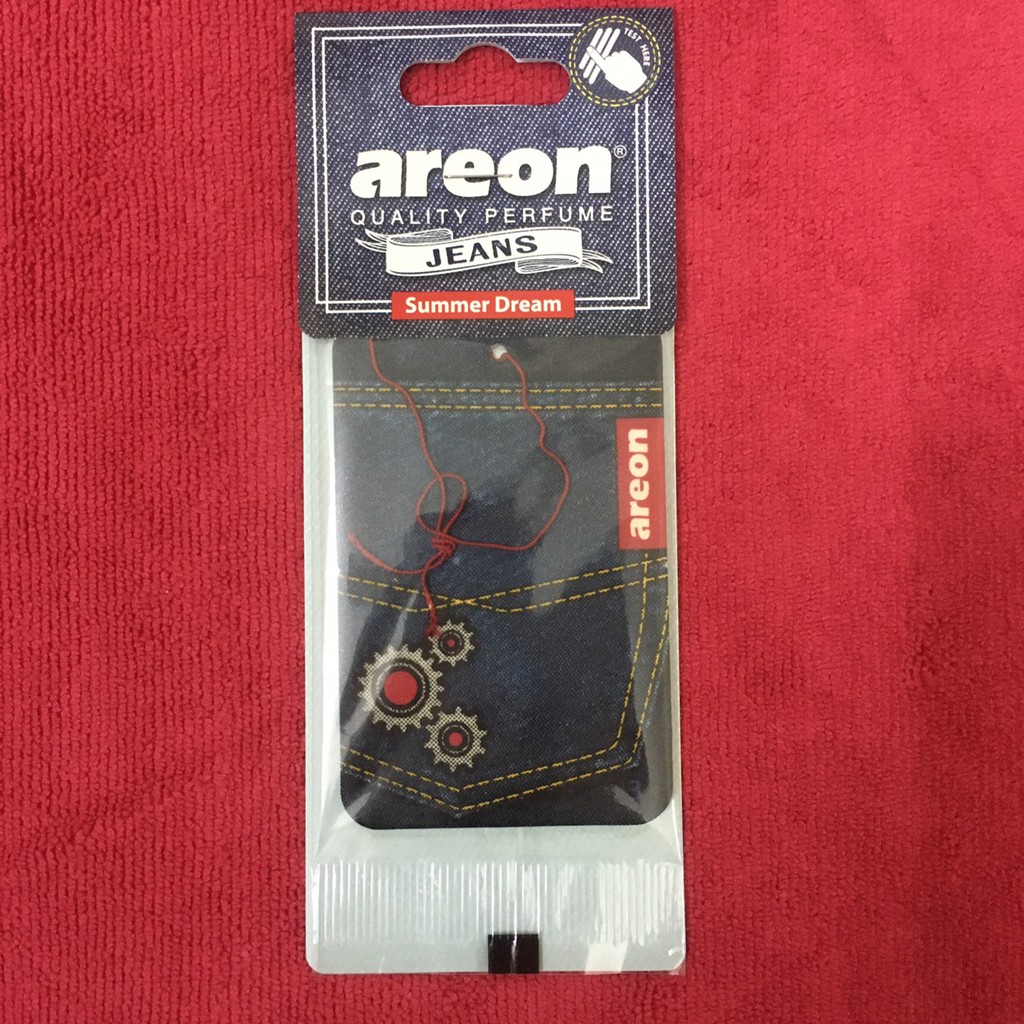 TEST HERE
areon®
QUALITY PERFUME
JEANS
Summer Dream
areon